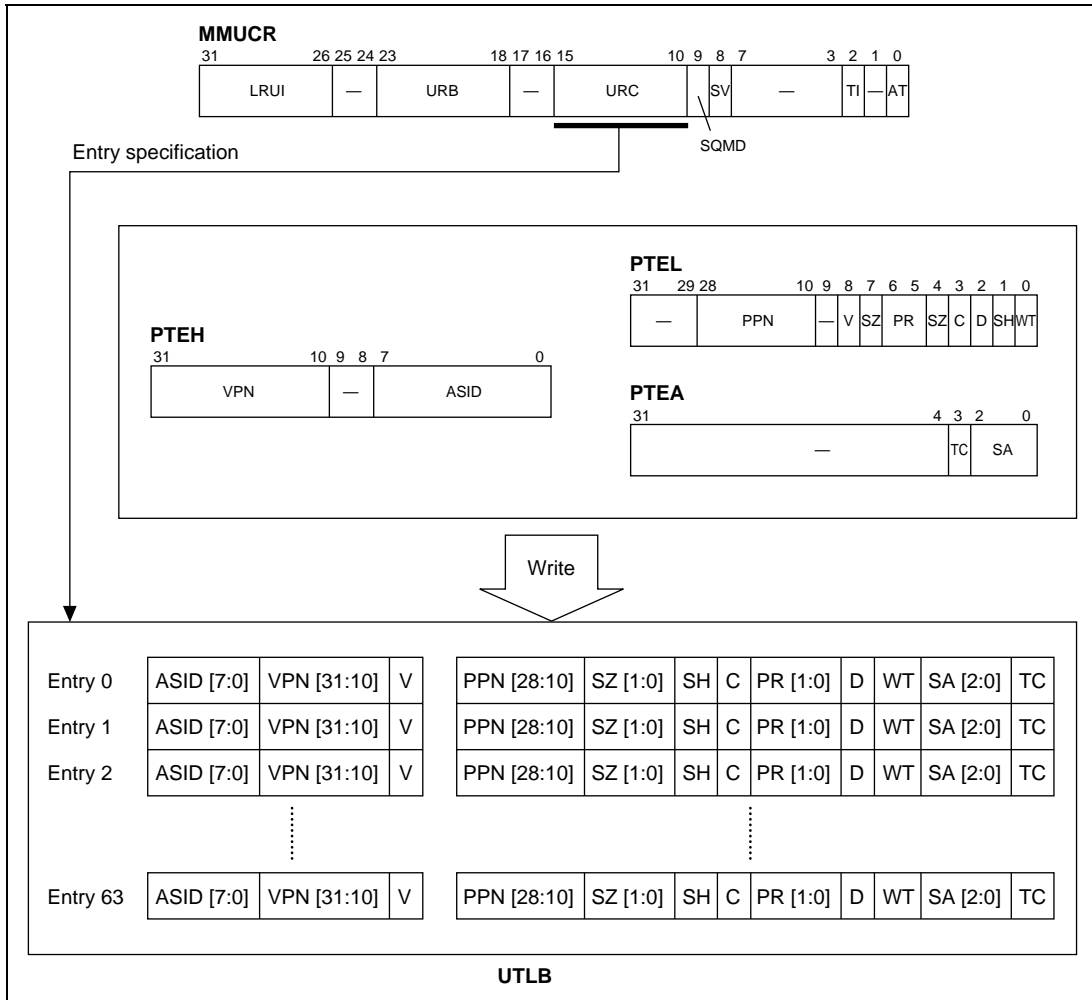 MMUCR
31 26 25 24 23 18 17 16 15 10 9 8 7 3 2 1 0
LRUI — URB — URC SV — TI — AT
SQMD
Entry specification
PTEL
31 29 28 10 9 8 7 6 5 4 3 2 1 0
— PPN — V SZ PR SZ C D SH WT
PTEH
31 10 9 8 7 0
VPN — ASID
PTEA
31 4 3 2 0
— TC SA
Write
Entry 0 ASID [7:0] VPN [31:10] V PPN [28:10] SZ [1:0] SH C PR [1:0] D WT SA [2:0] TC
Entry 1 ASID [7:0] VPN [31:10] V PPN [28:10] SZ [1:0] SH C PR [1:0] D WT SA [2:0] TC
Entry 2 ASID [7:0] VPN [31:10] V PPN [28:10] SZ [1:0] SH C PR [1:0] D WT SA [2:0] TC
Entry 63 ASID [7:0] VPN [31:10] V PPN [28:10] SZ [1:0] SH C PR [1:0] D WT SA [2:0] TC
UTLB